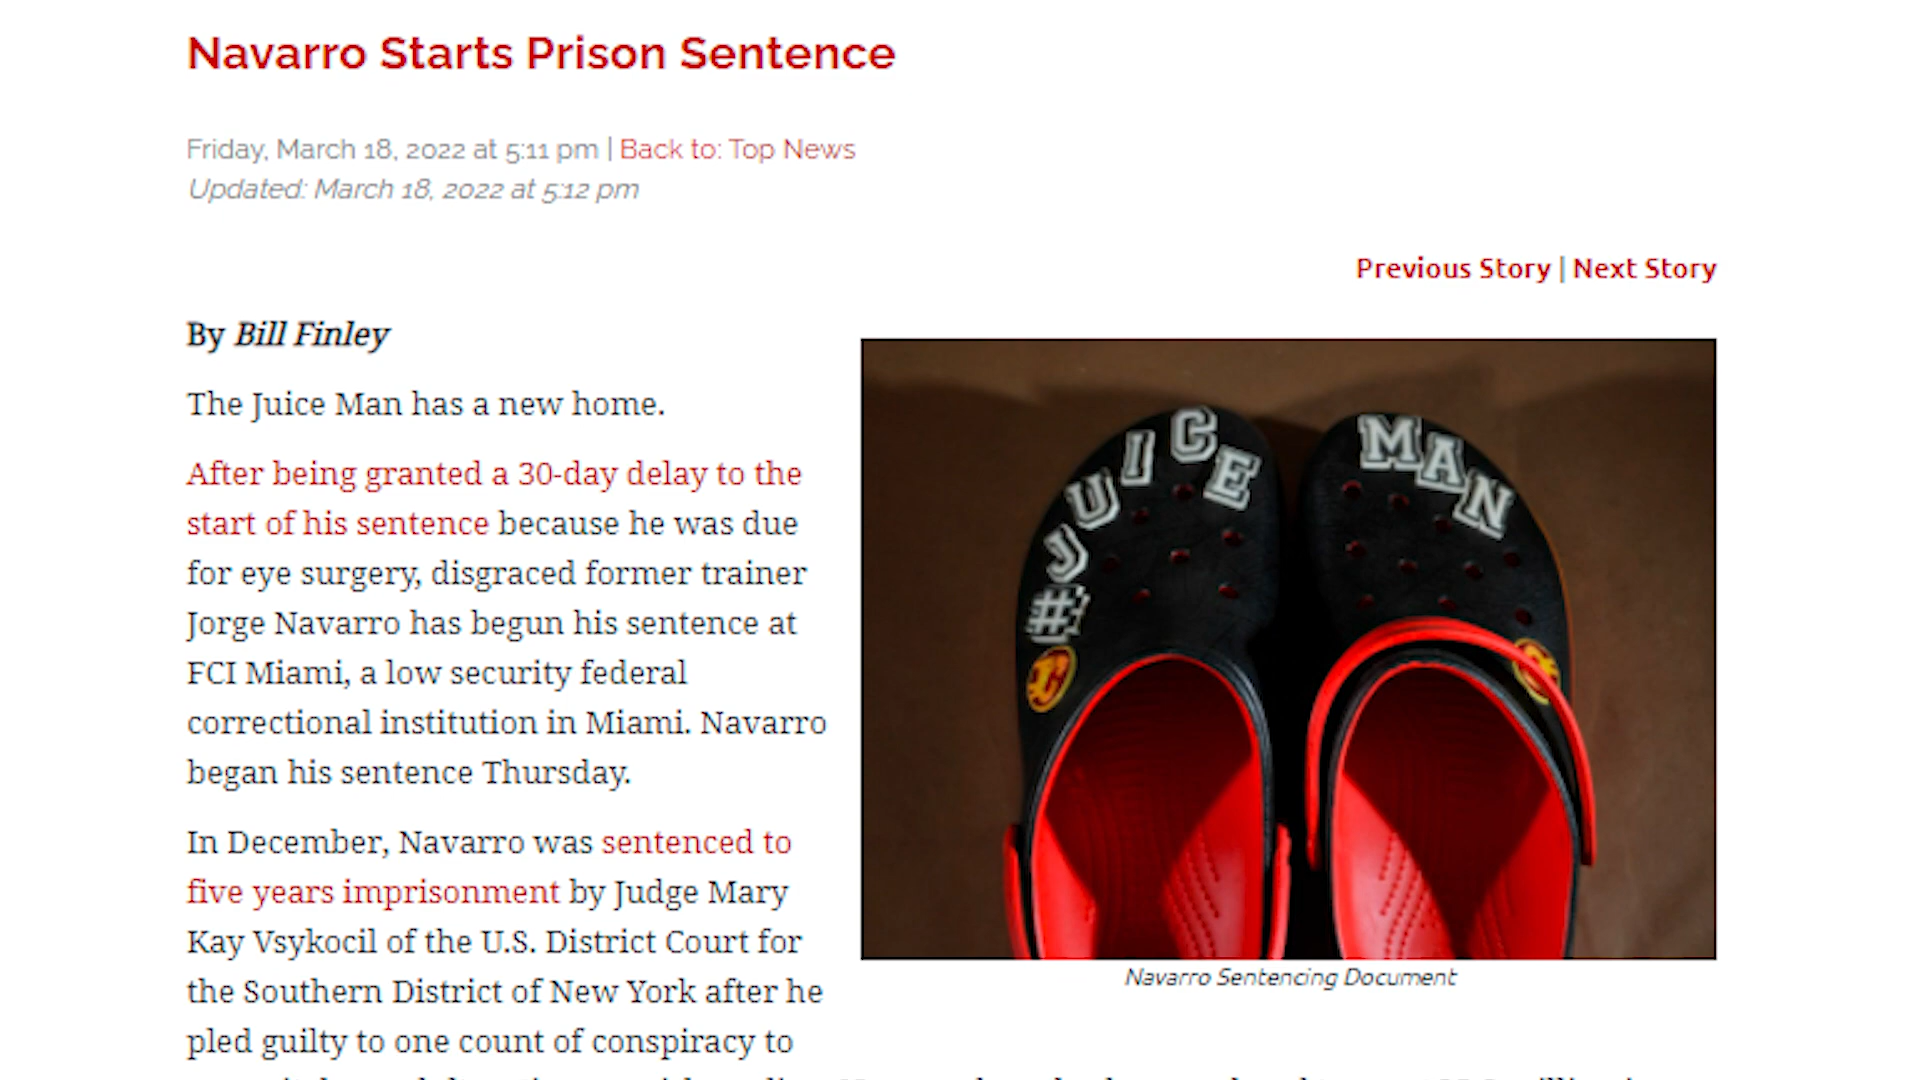 Navarro Starts Prison Sentence
Friday, March 18, 2022 at 5:11 pm | Back to: Top News
Updated: March 18, 2022 at 5:12 pm
Previous Story | Next Story
By Bill Finley
The Juice Man has a new home.
After being granted a 30-day delay to the
start of his sentence because he was due
for eye surgery, disgraced former trainer
Jorge Navarro has begun his sentence at
FCI Miami, a low security federal
correctional institution in Miami. Navarro
began his sentence Thursday.
In December, Navarro was sentenced to
five years imprisonment by Judge Mary
Kay Vsykocil of the U.S. District Court for
the Southern District of New York after he
pled guilty to one count of conspiracy to
#JUICE MAN
Navarro Sentencing Document